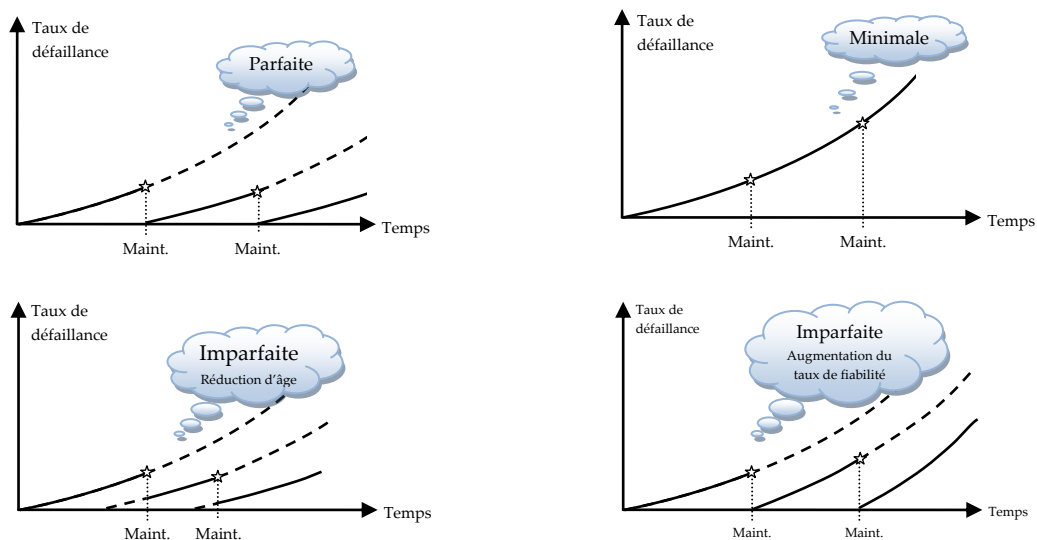 Taux de
défaillance
Parfaite
Temps
Maint.
Maint.
Taux de
défaillance
Minimale
Temps
Maint.
Maint.
Taux de
défaillance
Imparfaite
Réduction d'âge
Temps
Maint.
Maint.
Taux de
défaillance
Imparfaite
Augmentation du
taux de fiabilité
Temps
Maint.
Maint.